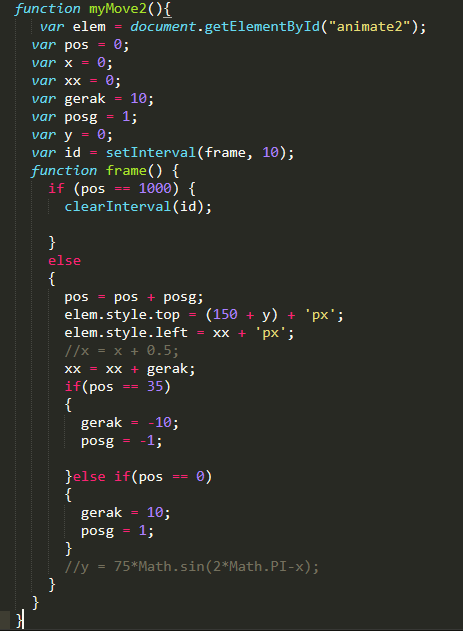 function myMove2(){
var elem = document.getElementById("animate2");
var pos = 0;
var x = 0;
var xx = 0;
var gerak = 10;
var posg = 1;
var y = 0;
var id = setInterval(frame, 10);
function frame() {
if (pos == 1000) {
clearInterval(id);
}
else
{
pos = pos + posg;
elem.style.top = (150 + y) + 'px';
elem.style.left = xx + 'px';
//x = x + 0.5;
xx = xx + gerak;
if(pos == 35)
{
gerak = -10;
posg = -1;
}else if(pos == 0)
{
gerak = 10;
posg = 1;
}
//y = 75*Math.sin(2*Math.PI-x);
}
}
}